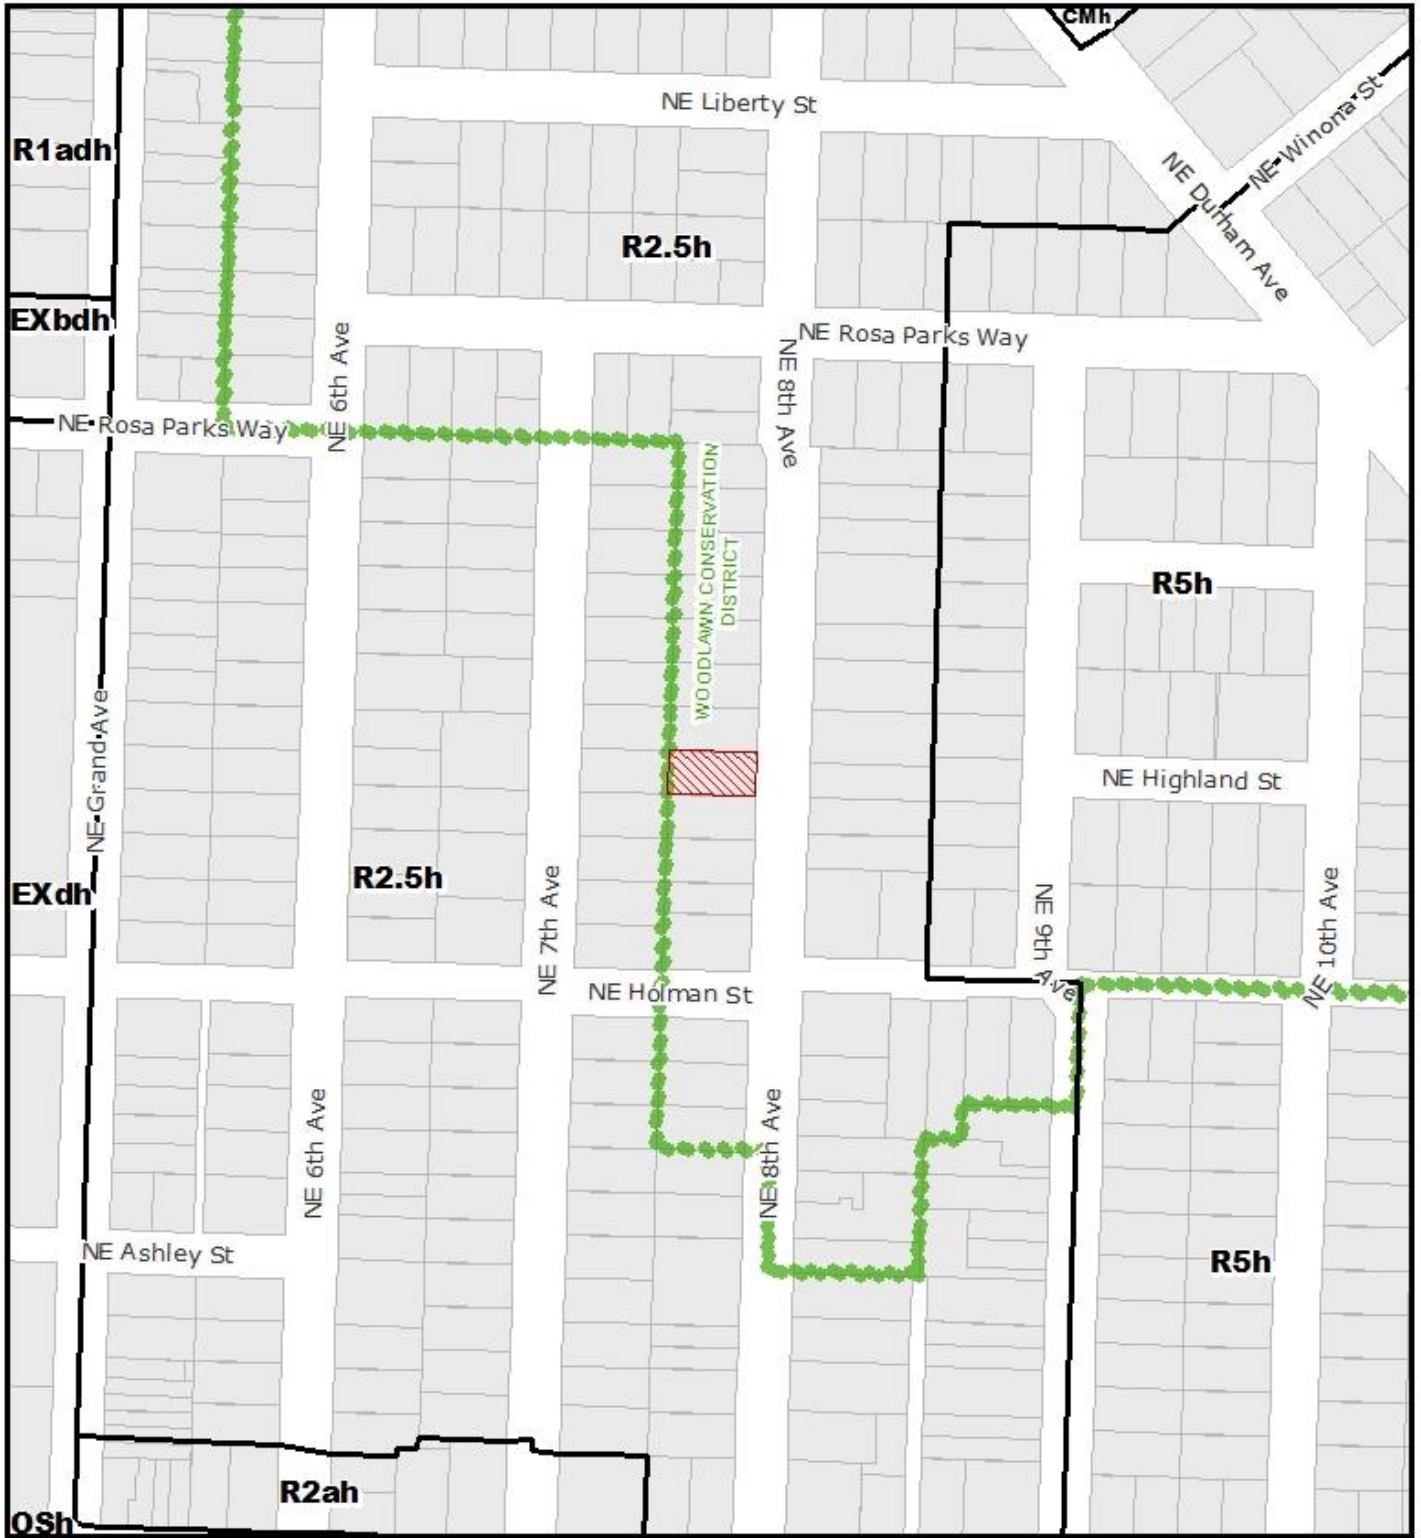 CMh
NE Liberty St
NE Winona St
R1adh
NE Durham Ave
R2.5h
EXbdh
NE Rosa Parks Way
NE 6th Ave
NE 8th Ave
NE Rosa Parks Way
WOODLAWN CONSERVATION
DISTRICT
R5h
NE Grand Ave
NE Highland St
R2.5h
EXdh
NE 7th Ave
NE 9th Ave
NE 10th Ave
NE Holman St
NE 6th Ave
NE 8th Ave
NE Ashley St
R5h
R2ah
OSh